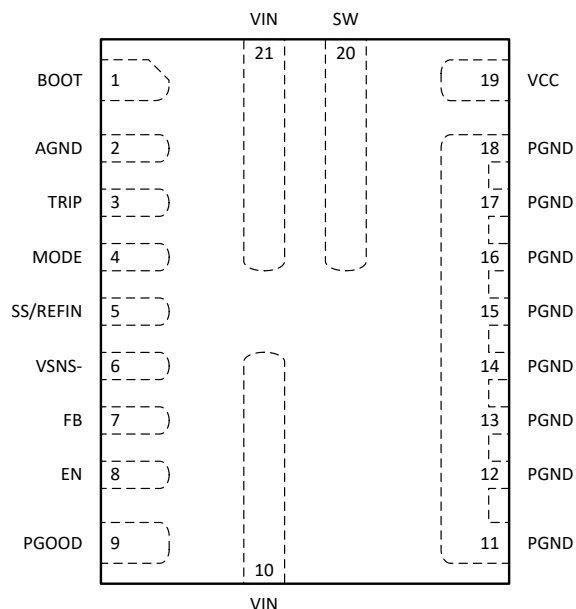 VIN SW
21 20
BOOT 1 19 VCC
AGND 2 18 PGND
TRIP 3 17 PGND
MODE 4 16 PGND
SS/REFIN 5 15 PGND
VSNS- 6 14 PGND
FB 7 13 PGND
EN 8 12 PGND
PGOOD 9 11 PGND
10
VIN